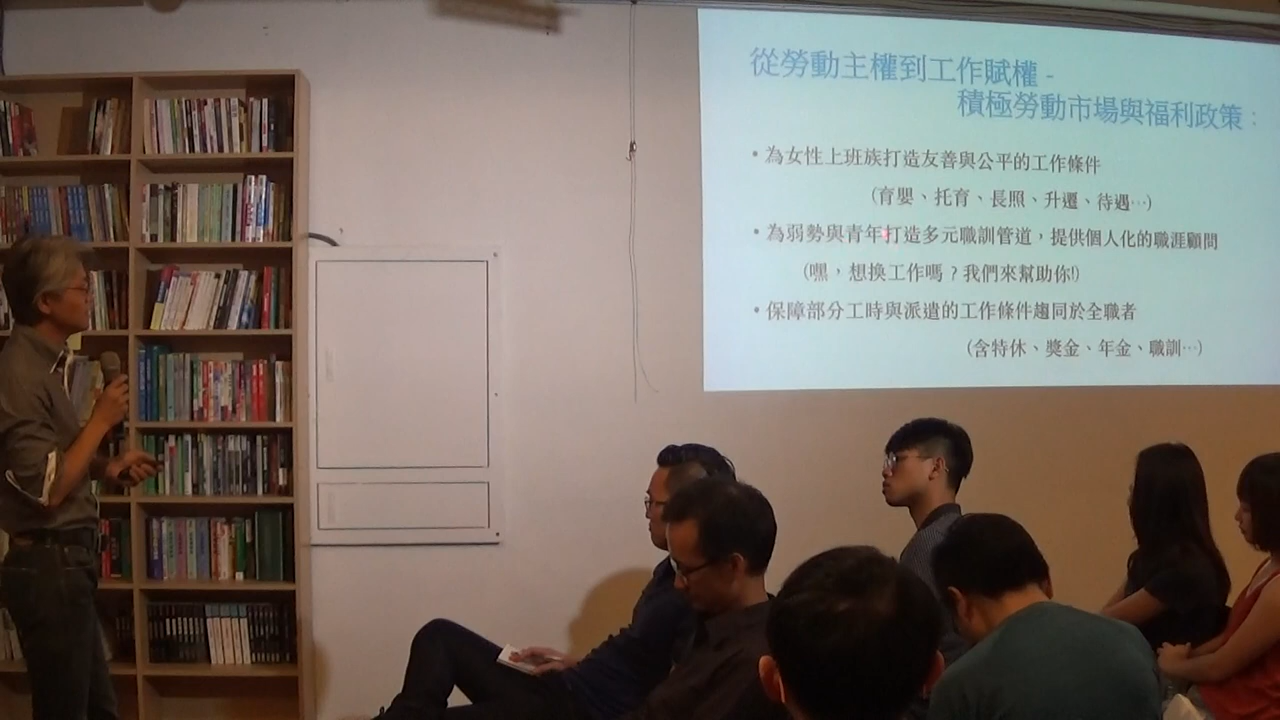 從勞動主權到工作賦權 -
積極勞動市場與福利政策：
• 為女性上班族打造友善與公平的工作條件
(育嬰、托育、長照、升遷、待遇…)
• 為弱勢與青年打造多元職訓管道，提供個人化的職涯顧問
(嘿，想換工作嗎？我們來幫助你!)
• 保障部分工時與派遣的工作條件趨同於全職者
(含特休、獎金、年金、職訓…)